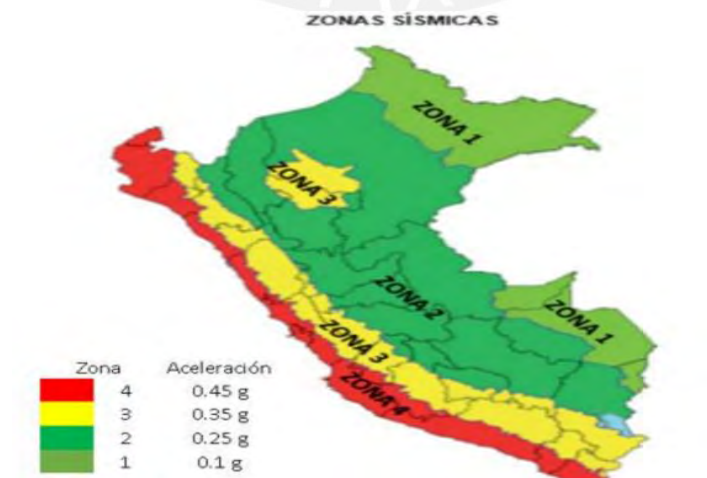 ZONAS SÍSMICAS
ZONA 1
ZONA 3
ZONA 2
ZONA 1
ZONA 3
ZONA 4
Zona Aceleración
4 0.45 g
3 0.35 g
2 0.25 g
1 0.1 g